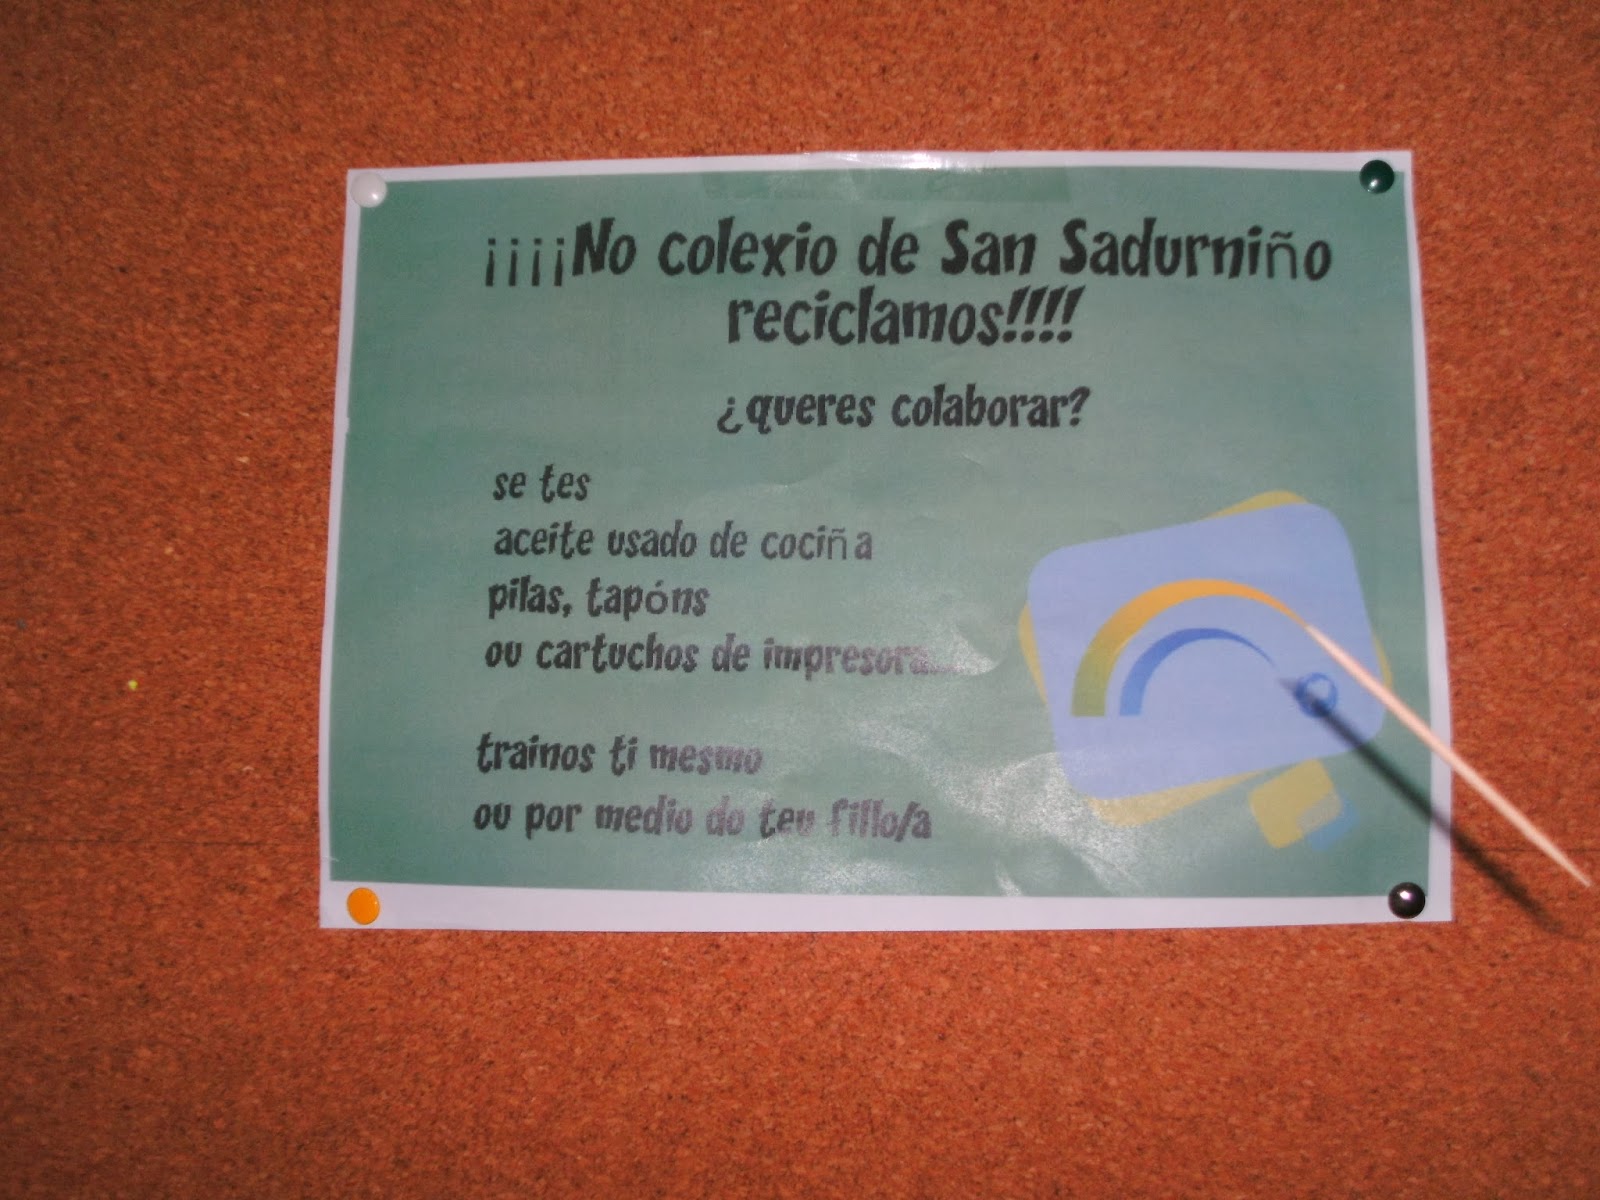 ¡¡¡¡No colexio de San Sadurniño
reciclamos!!!!
¿queres colaborar?
se tes
aceite usado de cociña
pilas, tapóns
ou cartuchos de impresora...
trainos ti mesmo
ou por medio do teu fillo/a